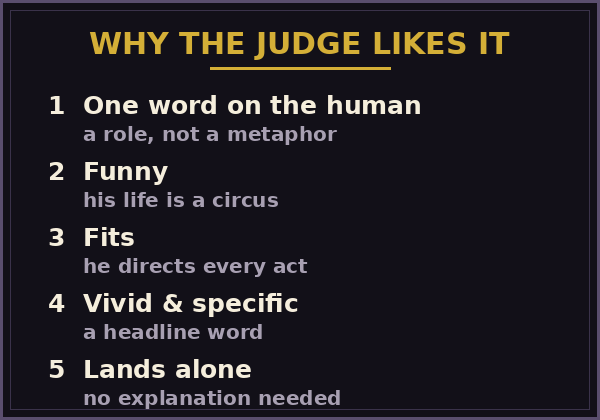 WHY THE JUDGE LIKES IT
1 One word on the human
a role, not a metaphor
2 Funny
his life is a circus
3 Fits
he directs every act
4 Vivid & specific
a headline word
5 Lands alone
no explanation needed